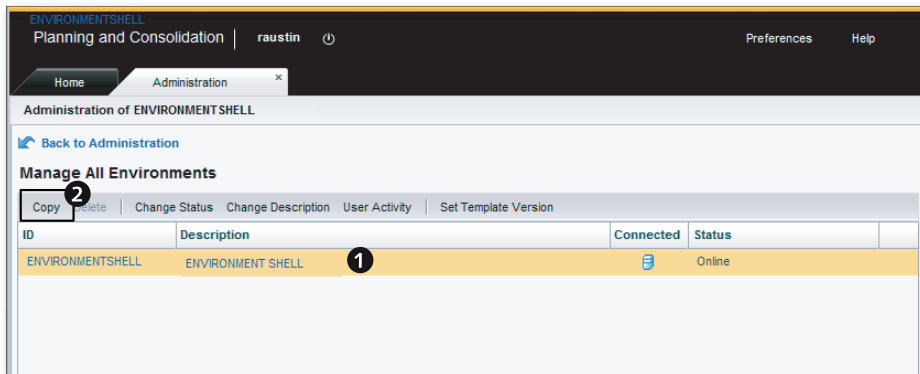 ENVIRONMENTSHELL
Planning and Consolidation | raustin Preferences Help
Home Administration ×
Administration of ENVIRONMENTSHELL
Back to Administration
Manage All Environments
2
Copy Delete | Change Status Change Description User Activity | Set Template Version
ID Description Connected Status
ENVIRONMENTSHELL ENVIRONMENT SHELL 1 Online